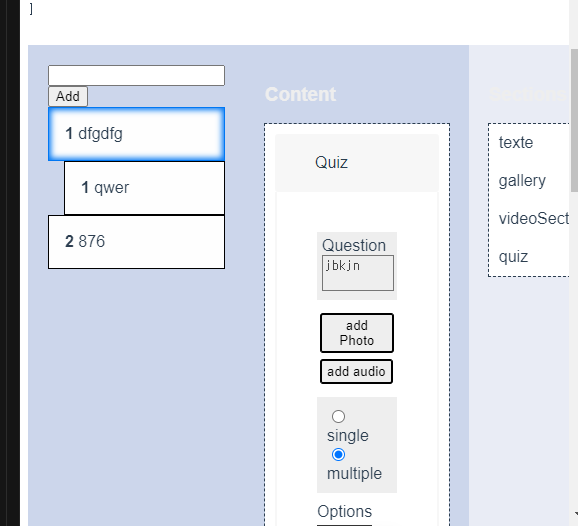 ]
Add
1 dfgdfg
1 qwer
2 876
Content
Quiz
Question
jbkjn
add
Photo
add audio
single
multiple
Options
texte
gallery
videoSect
quiz